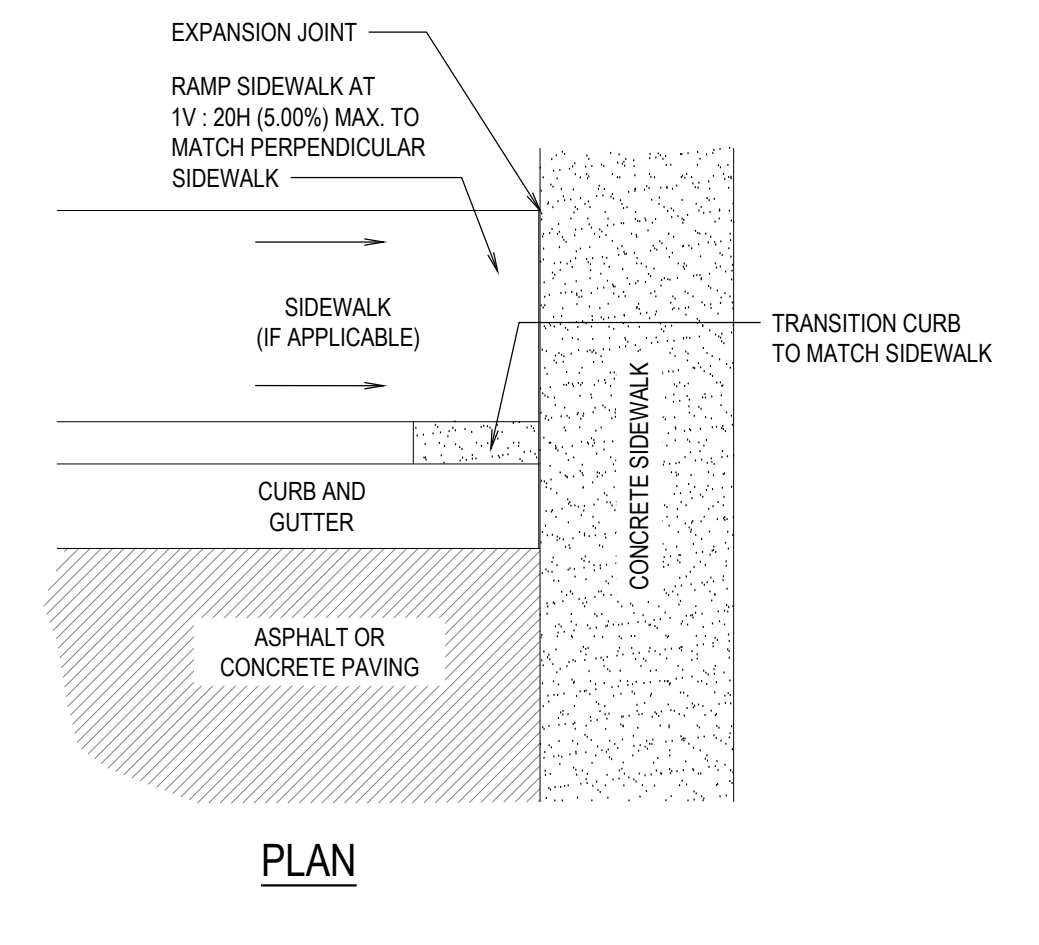 EXPANSION JOINT
RAMP SIDEWALK AT
1V : 20H (5.00%) MAX. TO
MATCH PERPENDICULAR
SIDEWALK
SIDEWALK
(IF APPLICABLE)
TRANSITION CURB
TO MATCH SIDEWALK
CONCRETE SIDEWALK
CURB AND
GUTTER
ASPHALT OR
CONCRETE PAVING
PLAN